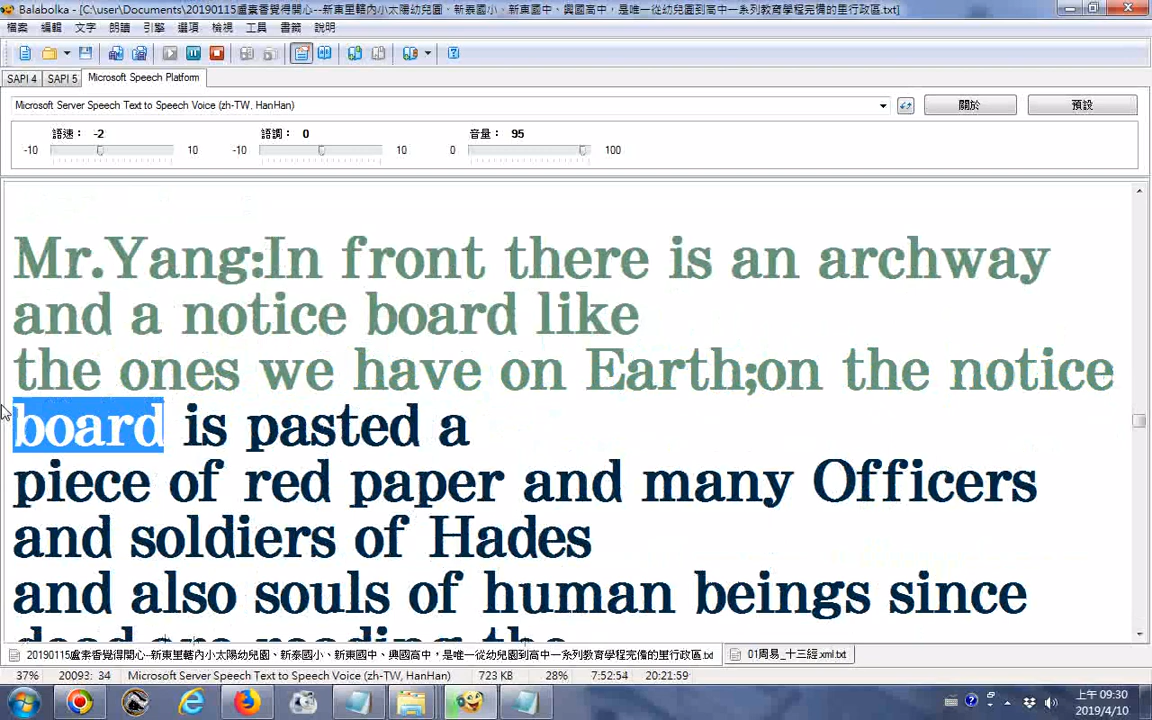 Balabolka - [C:\user\Documents\20190115盧素香覺得開心--新東里轄內小太陽幼兒園、新泰國小、新東國中、興國高中，是唯一從幼兒園到高中一系列教育學程完備的里行政區.txt]
檔案 編輯 文字 朗讀 引擎 選項 檢視 工具 書籤 說明
SAPI 4 SAPI 5 Microsoft Speech Platform
Microsoft Server Speech Text to Speech Voice (zh-TW, HanHan) 關於 預設
語速： -2 語調： 0 音量： 95
-10 10 -10 10 0 100
Mr.Yang:In front there is an archway
and a notice board like
the ones we have on Earth;on the notice
board is pasted a
piece of red paper and many Officers
and soldiers of Hades
and also souls of human beings since
dead are reading the
20190115盧素香覺得開心--新東里轄內小太陽幼兒園、新泰國小、新東國中、興國高中，是唯一從幼兒園到高中一系列教育學程完備的里行政區.txt 01周易_十三經.xml.txt
37% 20093: 34 Microsoft Server Speech Text to Speech Voice (zh-TW, HanHan) 723 KB 28% 7:52:54 20:21:59
上午 09:30
2019/4/10